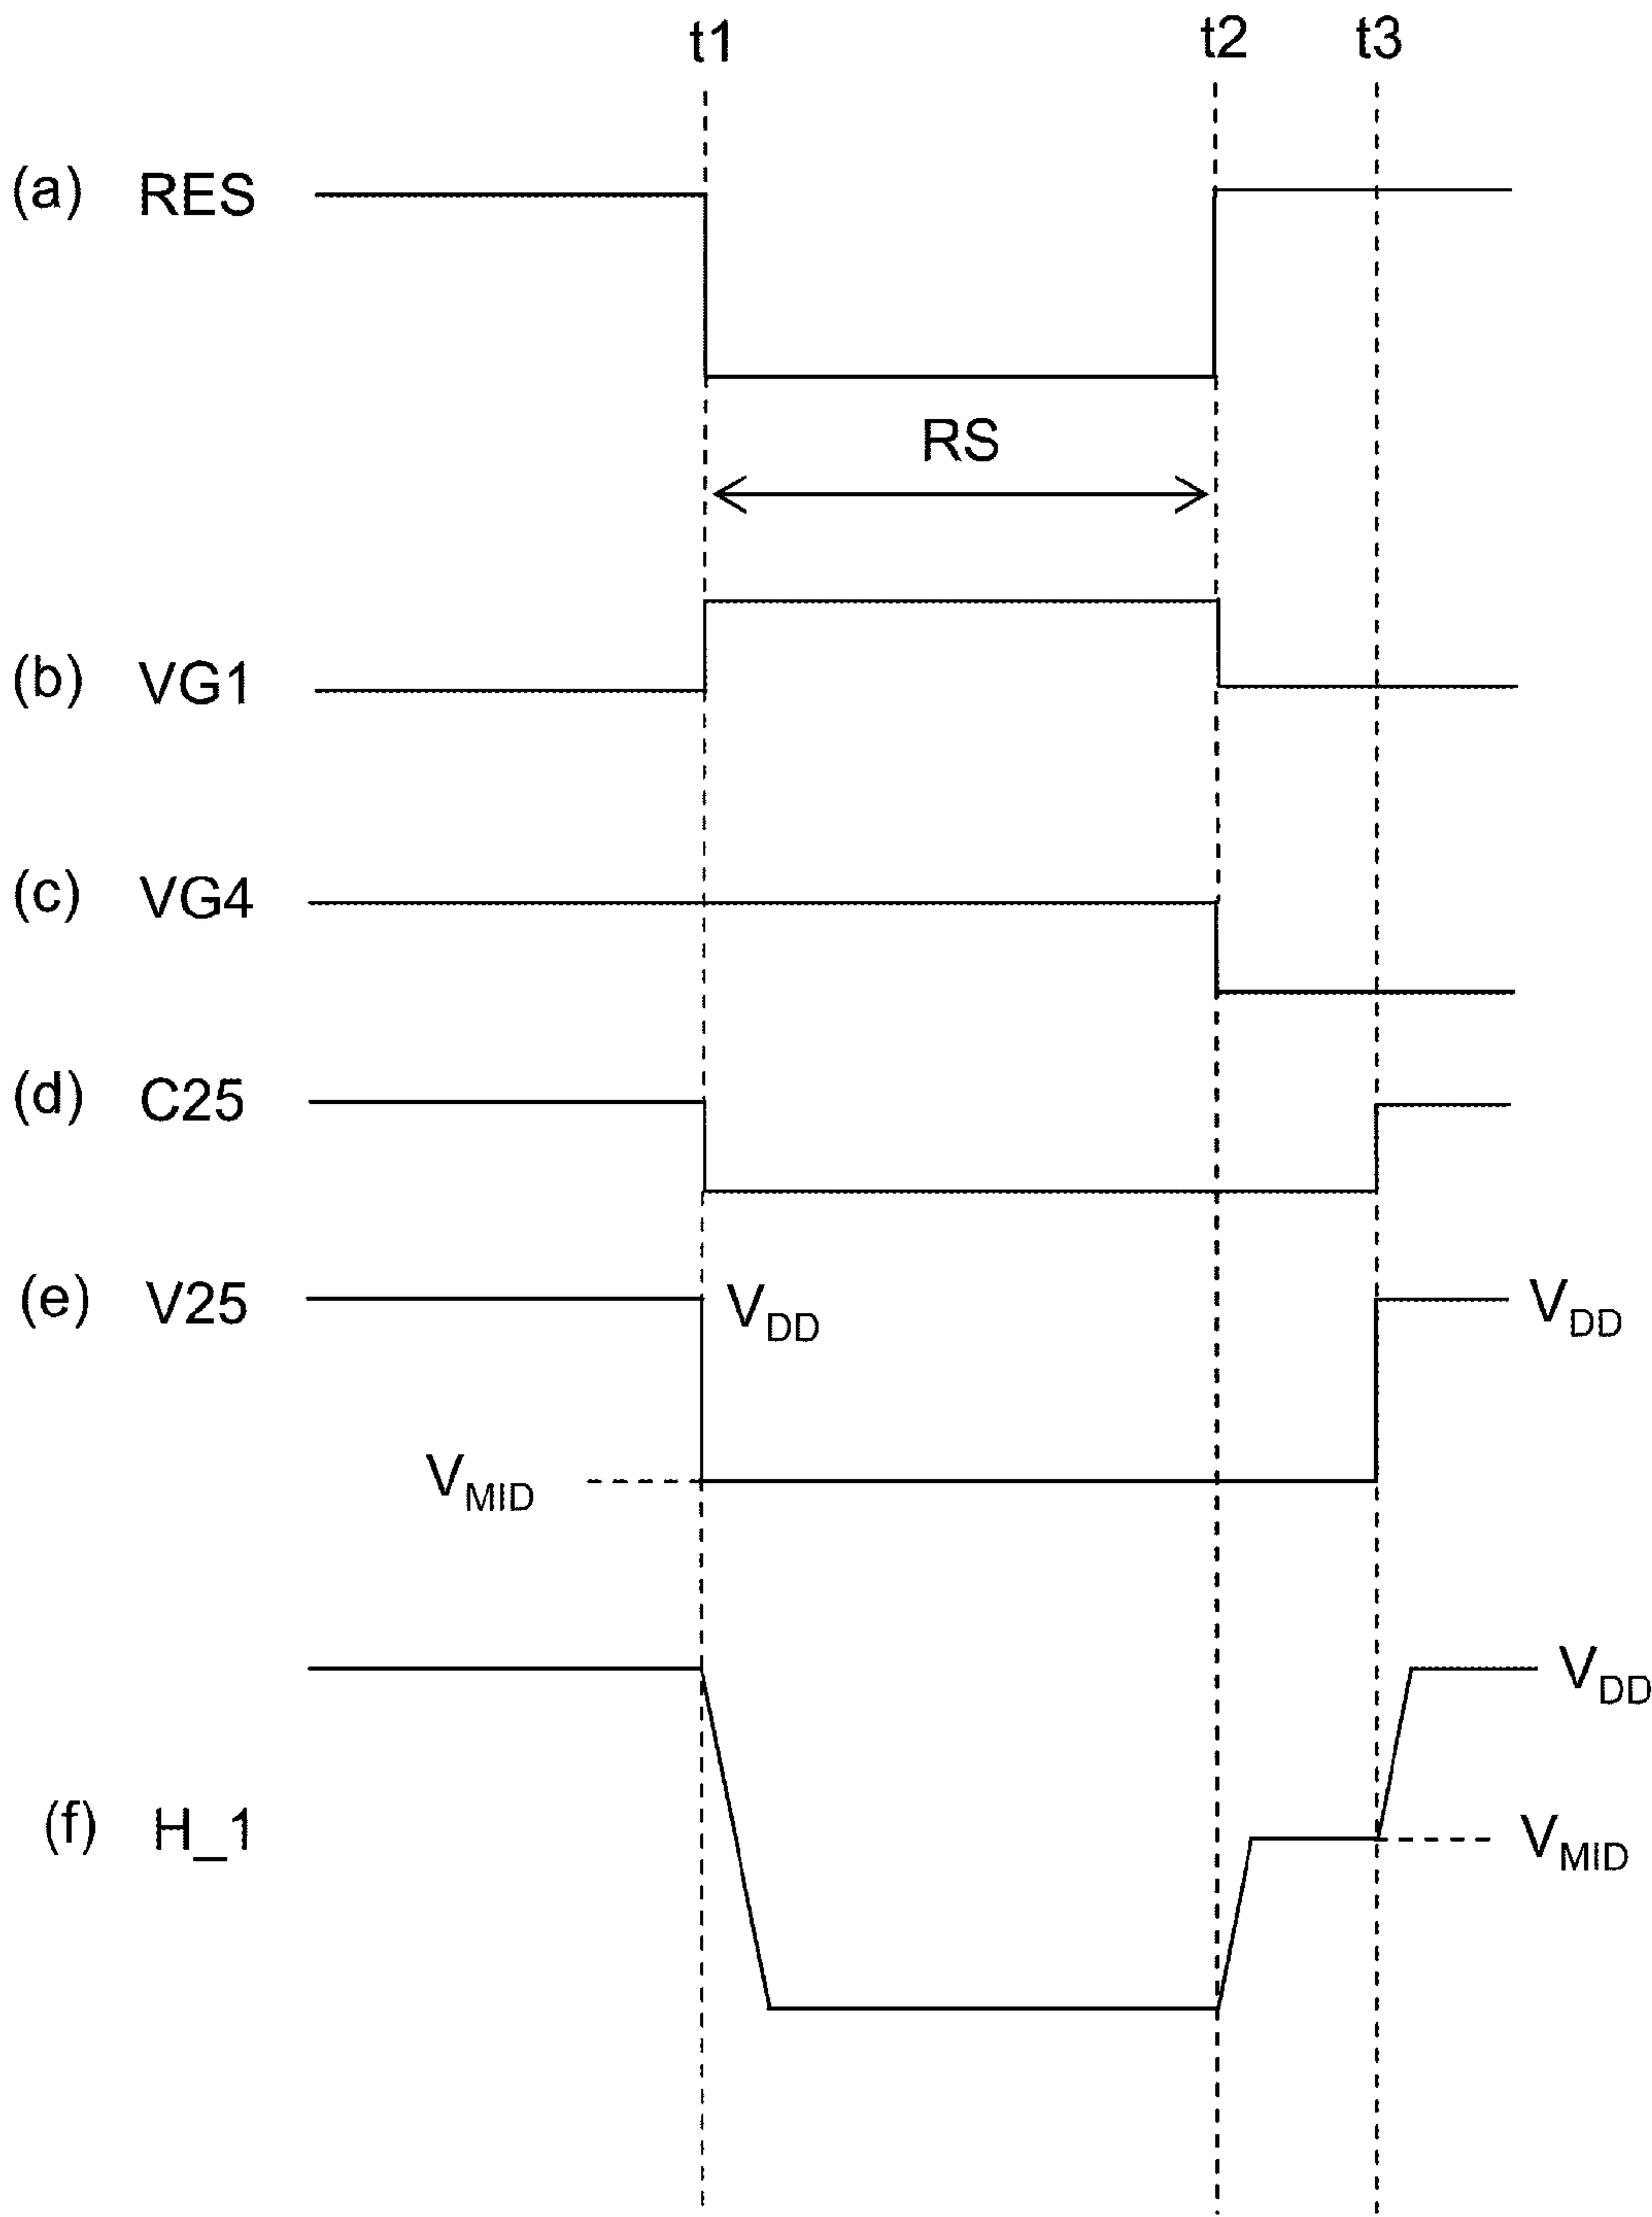 t1 t2 t3
(a) RES
RS
(b) VG1
(c) VG4
(d) C25
(e) V25 VDD VDD
VMID
VDD
(f) H_1 VMID